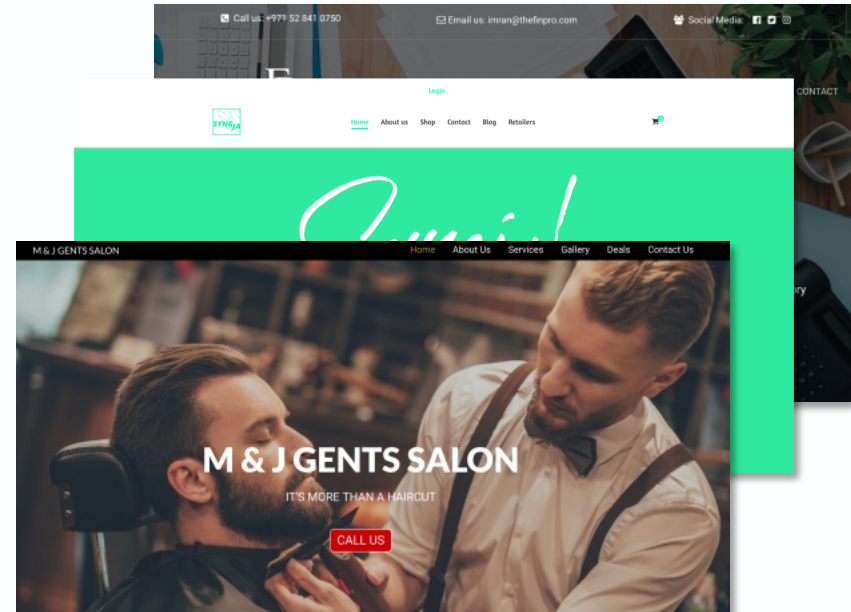 Call us: +971 52 841 0750
Email us: imran@thefinpro.com
Social Media:
CONTACT
Login
SYNGJA
Home About us Shop Contact Blog Retailers
M & J GENTS SALON
Home About Us Services Gallery Deals Contact Us
M & J GENTS SALON
IT'S MORE THAN A HAIRCUT
CALL US